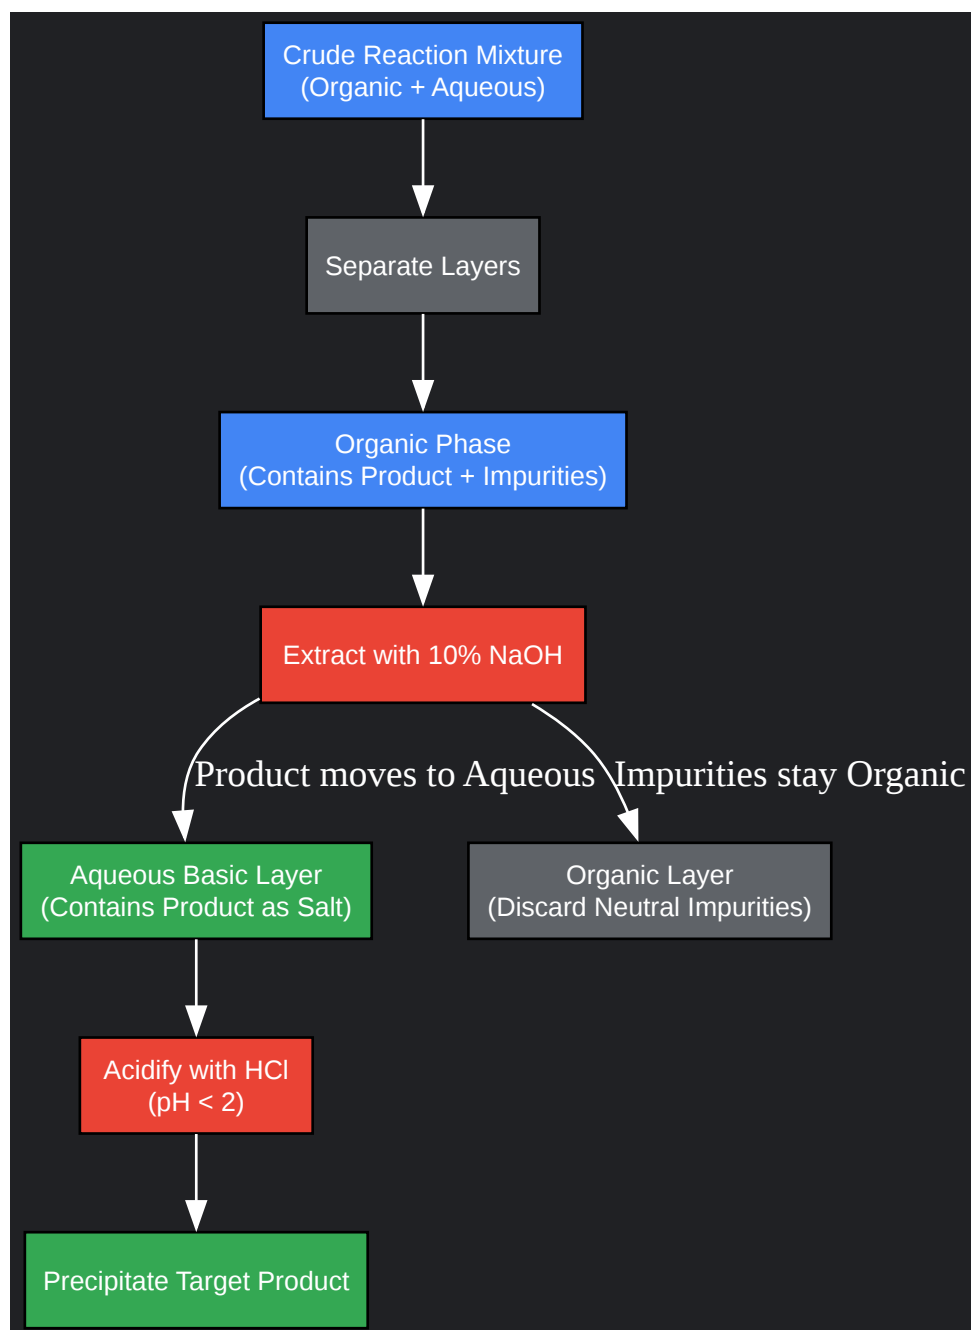 Crude Reaction Mixture
(Organic + Aqueous)
Separate Layers
Organic Phase
(Contains Product + Impurities)
Extract with 10% NaOH
Product moves to Aqueous
Impurities stay Organic
Aqueous Basic Layer
(Contains Product as Salt)
Organic Layer
(Discard Neutral Impurities)
Acidify with HCl
(pH < 2)
Precipitate Target Product